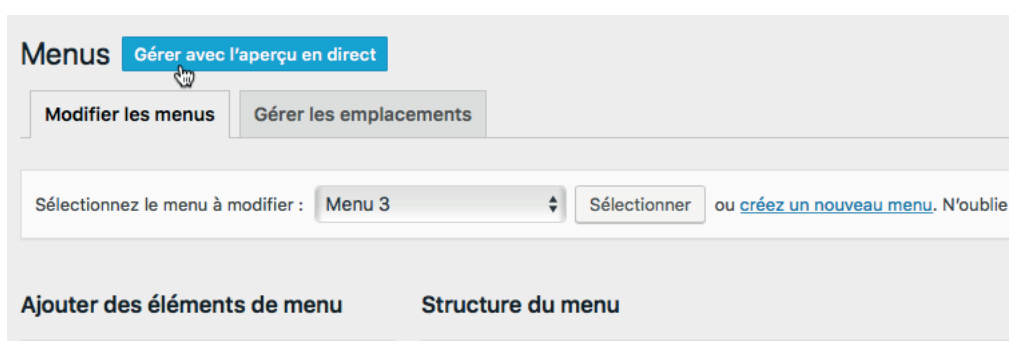 Menus Gérer avec l'aperçu en direct
Modifier les menus Gérer les emplacements
Sélectionnez le menu à modifier : Menu 3 Sélectionner ou créez un nouveau menu. N'oublie
Ajouter des éléments de menu Structure du menu